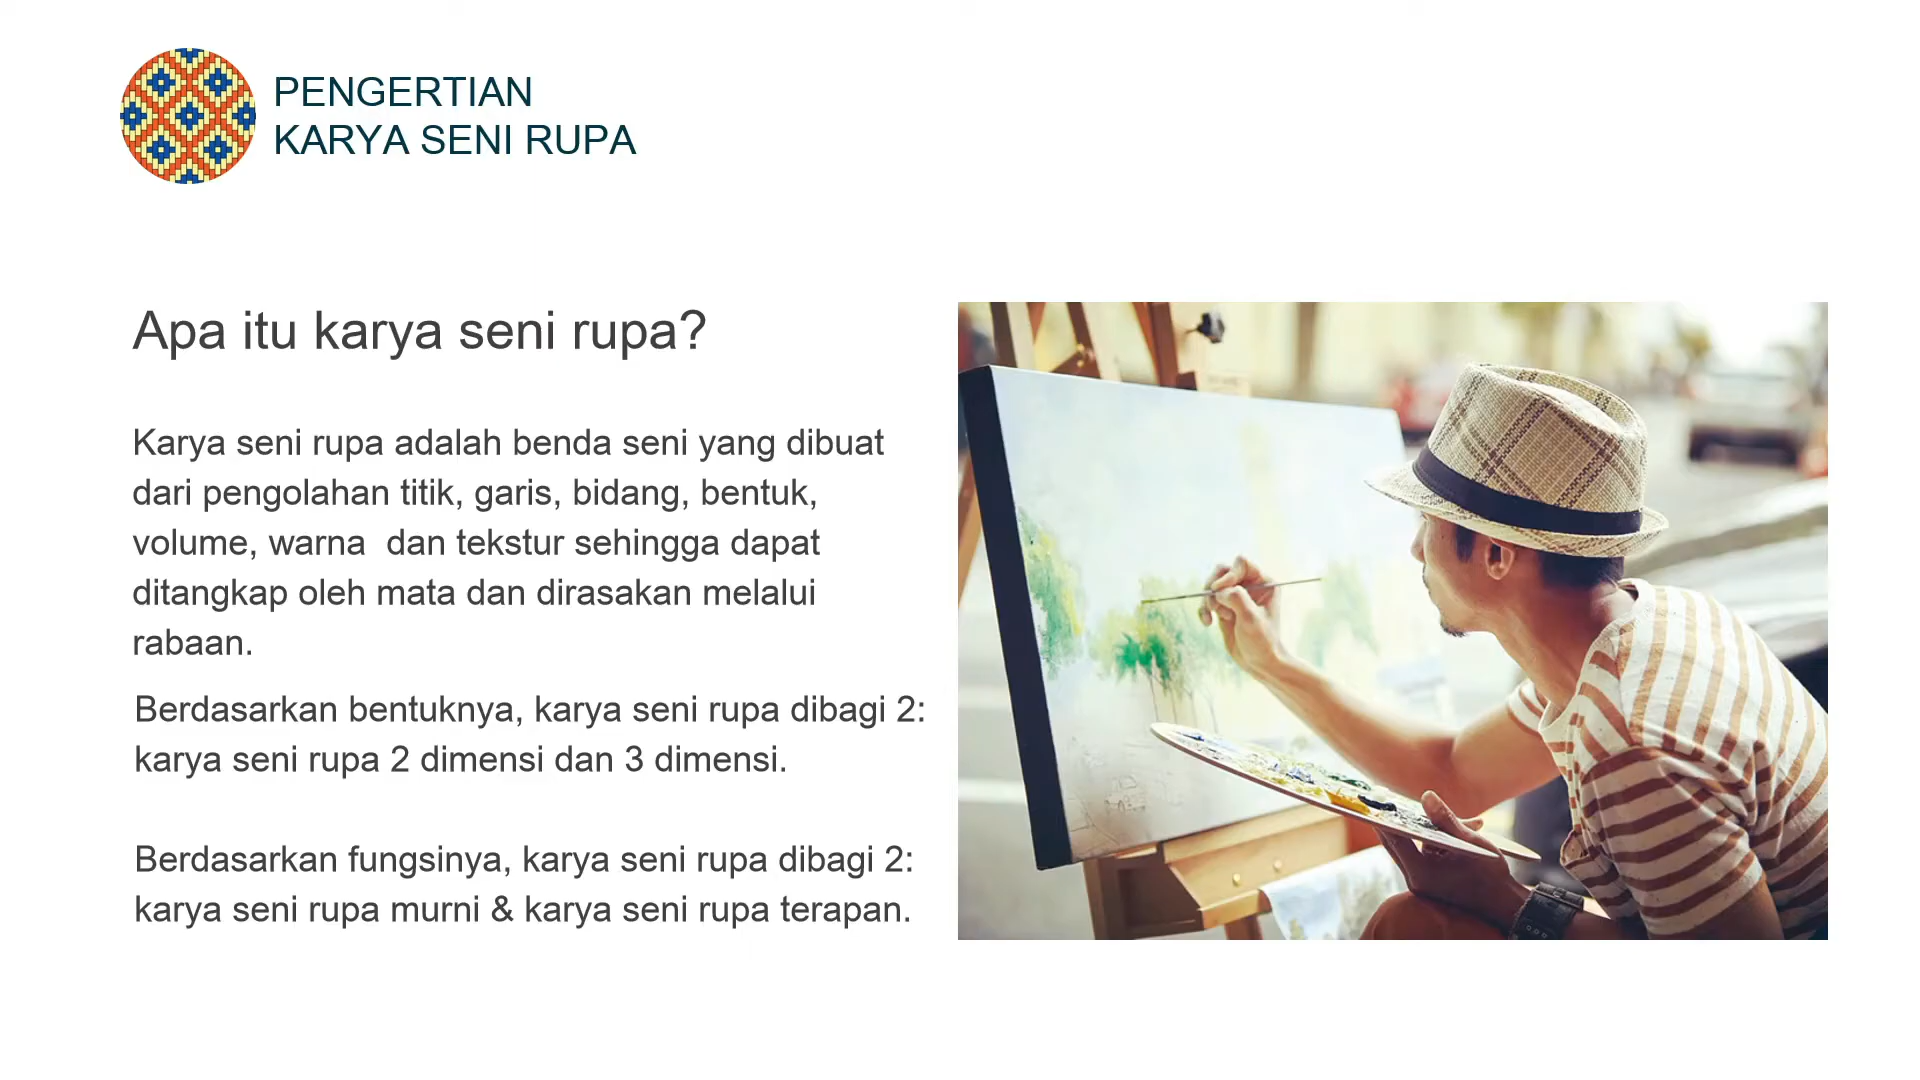 PENGERTIAN
KARYA SENI RUPA
Apa itu karya seni rupa?
Karya seni rupa adalah benda seni yang dibuat
dari pengolahan titik, garis, bidang, bentuk,
volume, warna  dan tekstur sehingga dapat
ditangkap oleh mata dan dirasakan melalui
rabaan.
Berdasarkan bentuknya, karya seni rupa dibagi 2:
karya seni rupa 2 dimensi dan 3 dimensi.
Berdasarkan fungsinya, karya seni rupa dibagi 2:
karya seni rupa murni & karya seni rupa terapan.